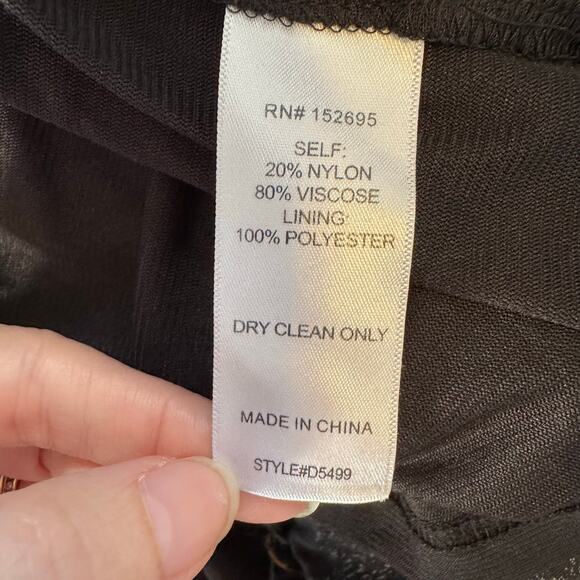 RN# 152695
SELF:
20% NYLON
80% VISCOSE
LINING:
100% POLYESTER
DRY CLEAN ONLY
MADE IN CHINA
STYLE#D5499